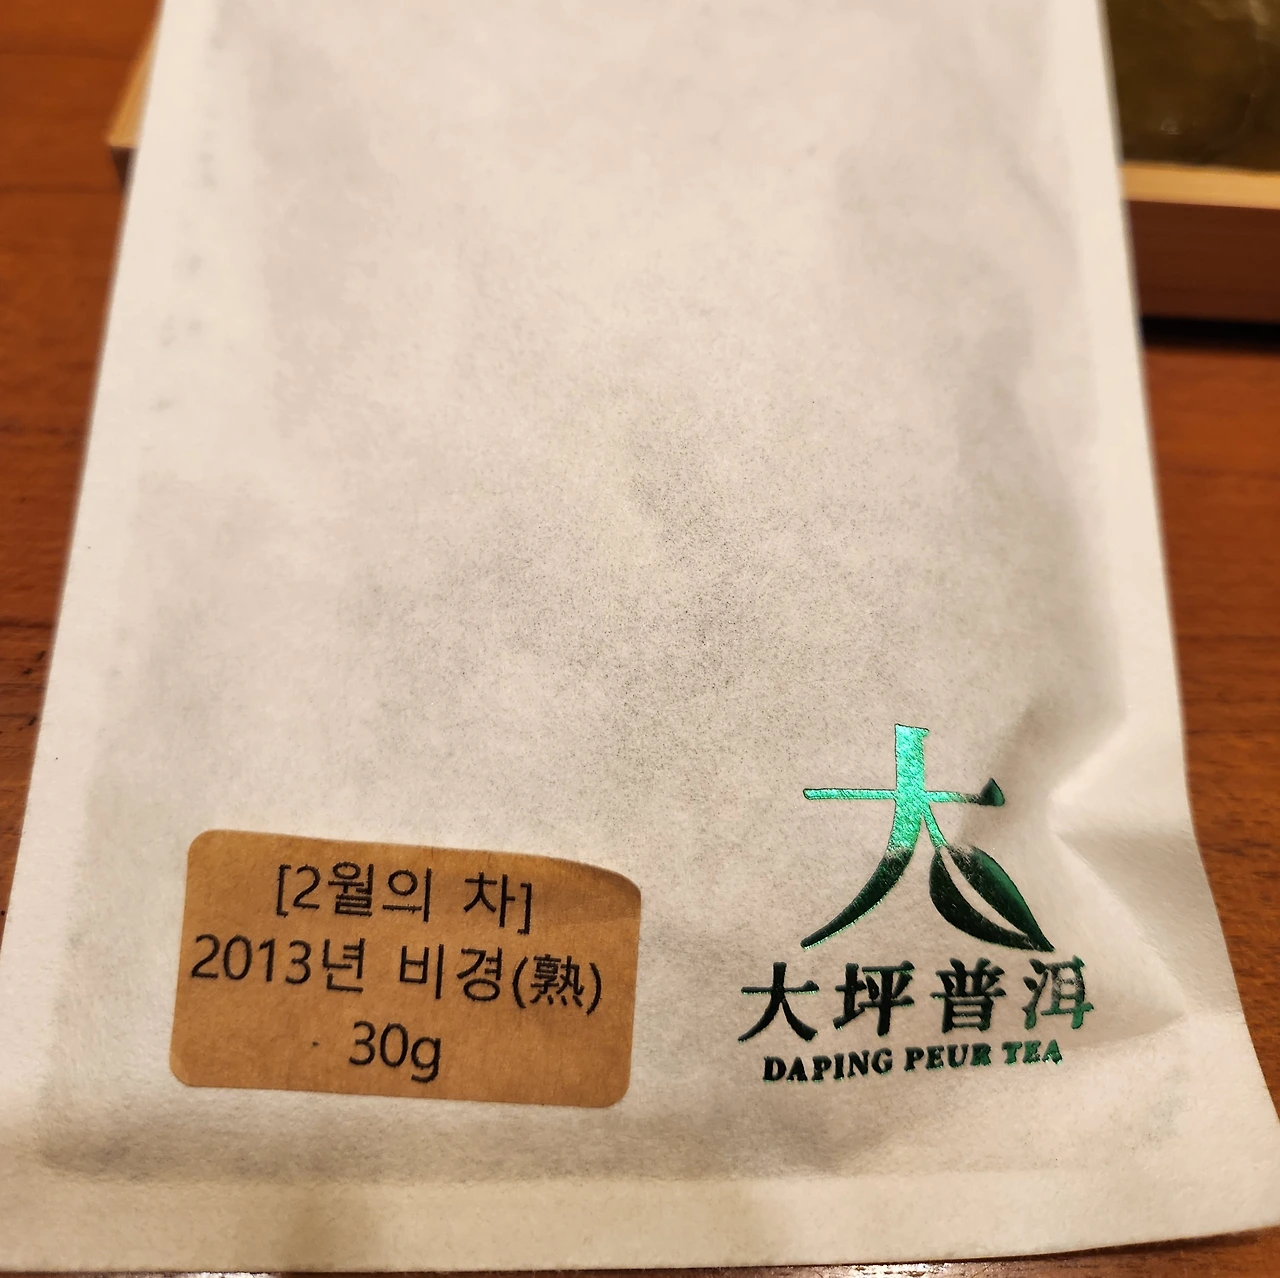 [2월의 차]
2013년 비경(熟)
30g
大
大坪普洱
DAPING PEUR TEA